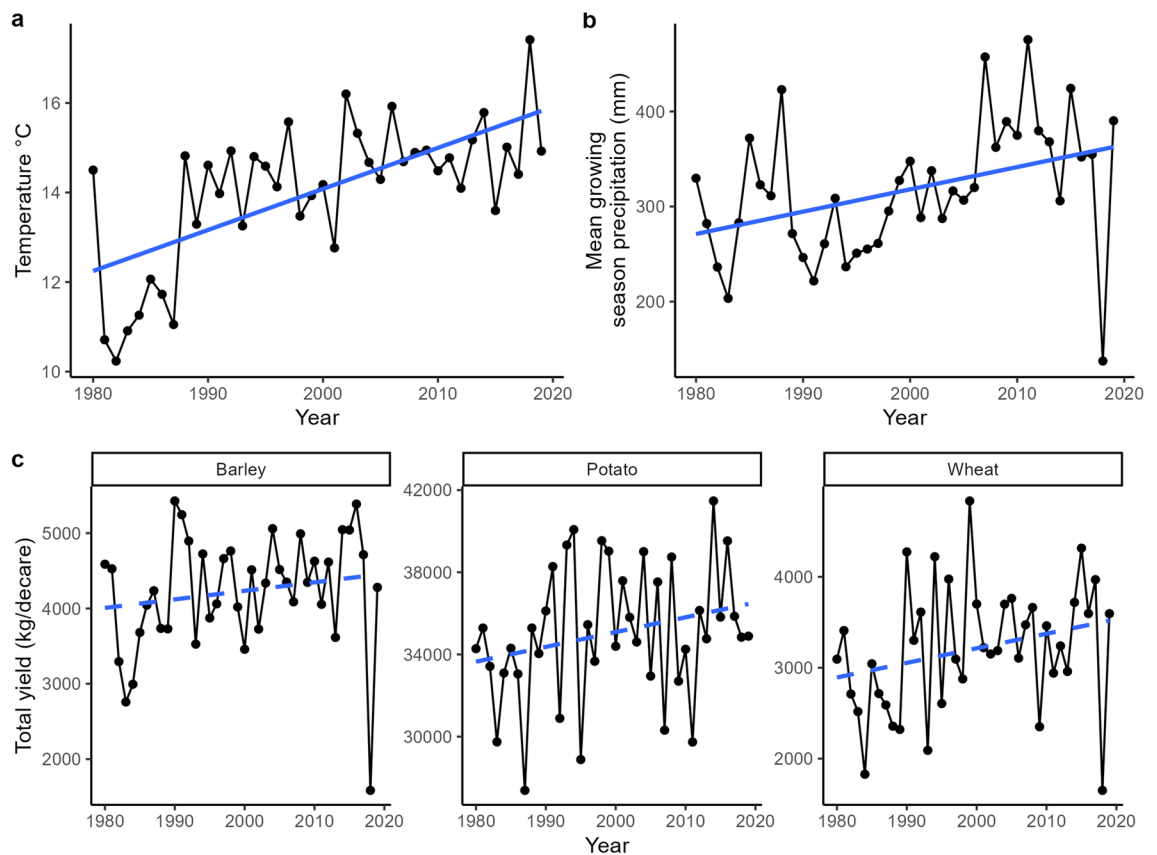 a
b
16
14
12
10
Temperature °C
1980 1990 2000 2010 2020
Year
400
300
200
Mean growing
season precipitation (mm)
1980 1990 2000 2010 2020
Year
c
Barley
Potato
Wheat
Total yield (kg/decare)
5000
4000
3000
2000
1980 1990 2000 2010 2020
42000
38000
34000
30000
1980 1990 2000 2010 2020
4000
3000
2000
1980 1990 2000 2010 2020
Year